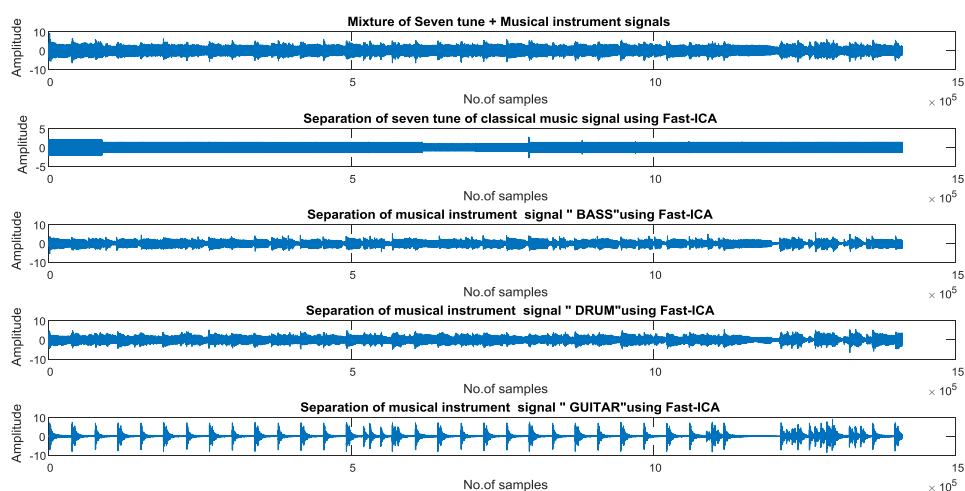 Mixture of Seven tune + Musical instrument signals
10
0
-10
Amplitude
0 5 10 15
No.of samples
× 10^5
Separation of seven tune of classical music signal using Fast-ICA
5
0
-5
Amplitude
0 5 10 15
No.of samples
× 10^5
Separation of musical instrument  signal " BASS"using Fast-ICA
10
0
-10
Amplitude
0 5 10 15
No.of samples
× 10^5
Separation of musical instrument  signal " DRUM"using Fast-ICA
10
0
-10
Amplitude
0 5 10 15
No.of samples
× 10^5
Separation of musical instrument  signal " GUITAR"using Fast-ICA
10
0
-10
Amplitude
0 5 10 15
No.of samples
× 10^5